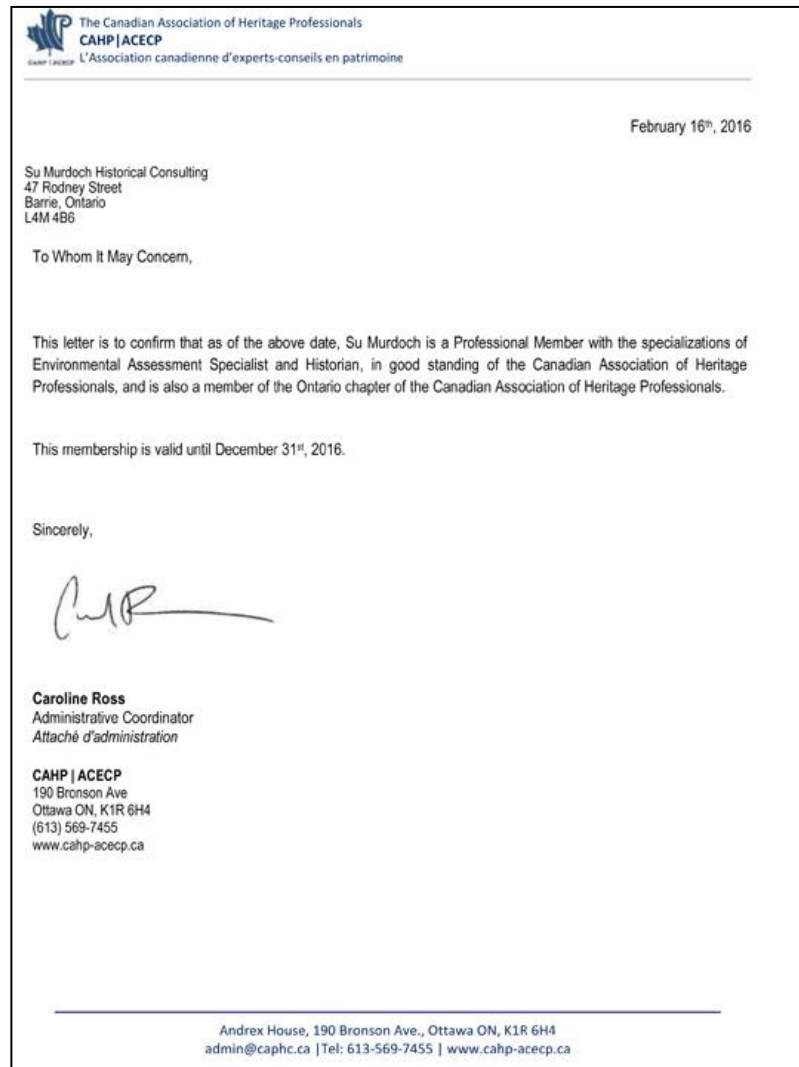 The Canadian Association of Heritage Professionals
CAHP|ACECP
CAHP | ACECP
L'Association canadienne d'experts-conseils en patrimoine
February 16th, 2016
Su Murdoch Historical Consulting
47 Rodney Street
Barrie, Ontario
L4M 4B6
To Whom It May Concern,
This letter is to confirm that as of the above date, Su Murdoch is a Professional Member with the specializations of
Environmental Assessment Specialist and Historian, in good standing of the Canadian Association of Heritage
Professionals, and is also a member of the Ontario chapter of the Canadian Association of Heritage Professionals.
This membership is valid until December 31st, 2016.
Sincerely,
Caroline Ross
Administrative Coordinator
Attaché d'administration
CAHP | ACECP
190 Bronson Ave
Ottawa ON, K1R 6H4
(613) 569-7455
www.cahp-acecp.ca
Andrex House, 190 Bronson Ave., Ottawa ON, K1R 6H4
admin@caphc.ca |Tel: 613-569-7455 | www.cahp-acecp.ca